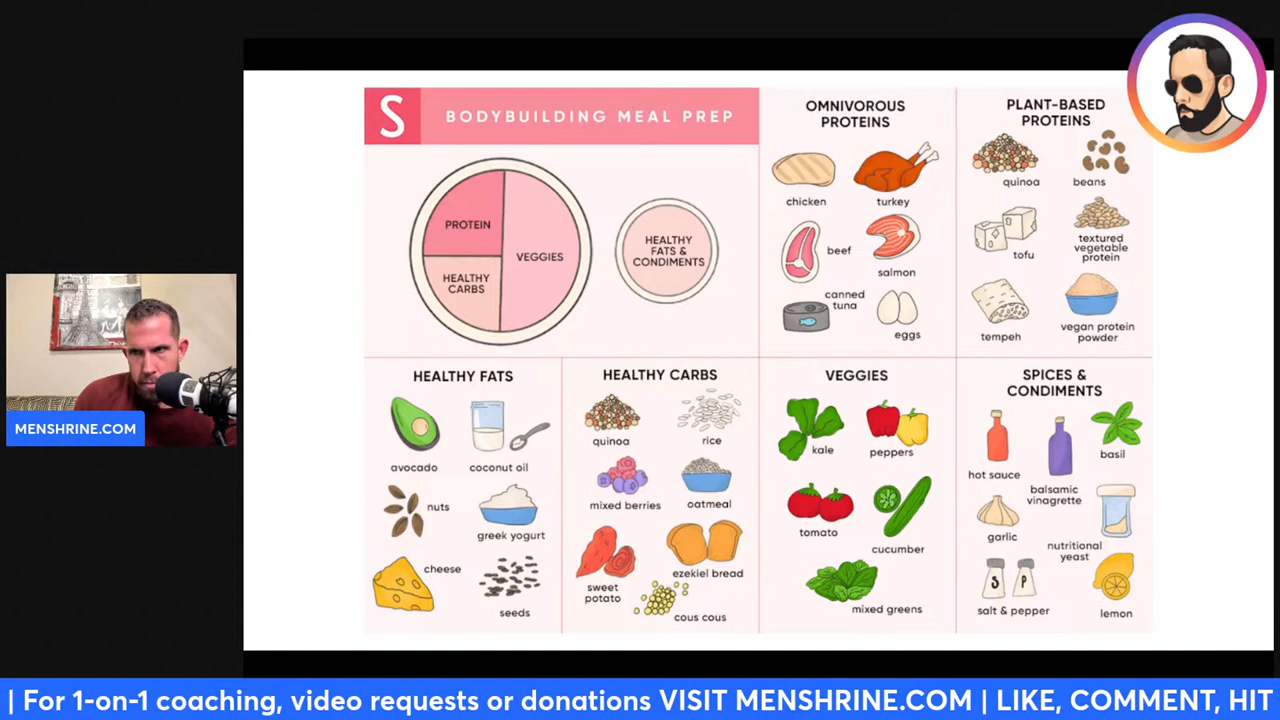 S
BODYBUILDING MEAL PREP
PROTEIN
HEALTHY
CARBS
VEGGIES
HEALTHY
FATS &
CONDIMENTS
OMNIVOROUS
PROTEINS
chicken
turkey
beef
salmon
canned
tuna
eggs
PLANT-BASED
PROTEINS
quinoa
beans
tofu
textured
vegetable
protein
tempeh
vegan protein
powder
HEALTHY FATS
avocado
coconut oil
nuts
greek yogurt
cheese
seeds
HEALTHY CARBS
quinoa
rice
mixed berries
oatmeal
sweet
potato
ezekiel bread
cous cous
VEGGIES
kale
peppers
tomato
cucumber
mixed greens
SPICES &
CONDIMENTS
hot sauce
balsamic
vinagrette
basil
garlic
nutritional
yeast
S
P
salt & pepper
lemon
MENSHRINE.COM
| For 1-on-1 coaching, video requests or donations VISIT MENSHRINE.COM | LIKE, COMMENT, HIT